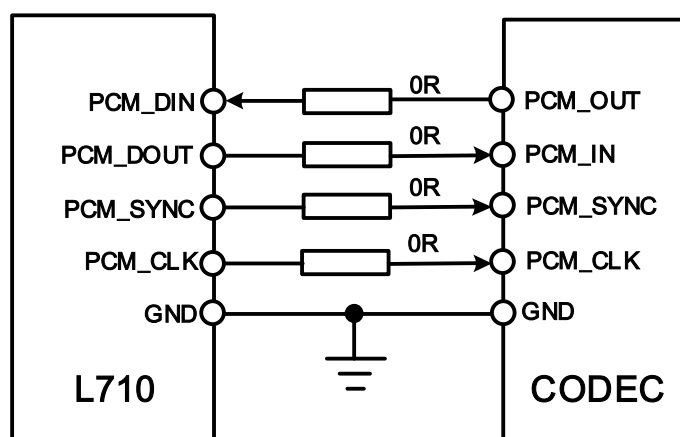 0R
PCM_DIN PCM_OUT
0R
PCM_DOUT PCM_IN
0R
PCM_SYNC PCM_SYNC
0R
PCM_CLK PCM_CLK
GND GND
L710 CODEC